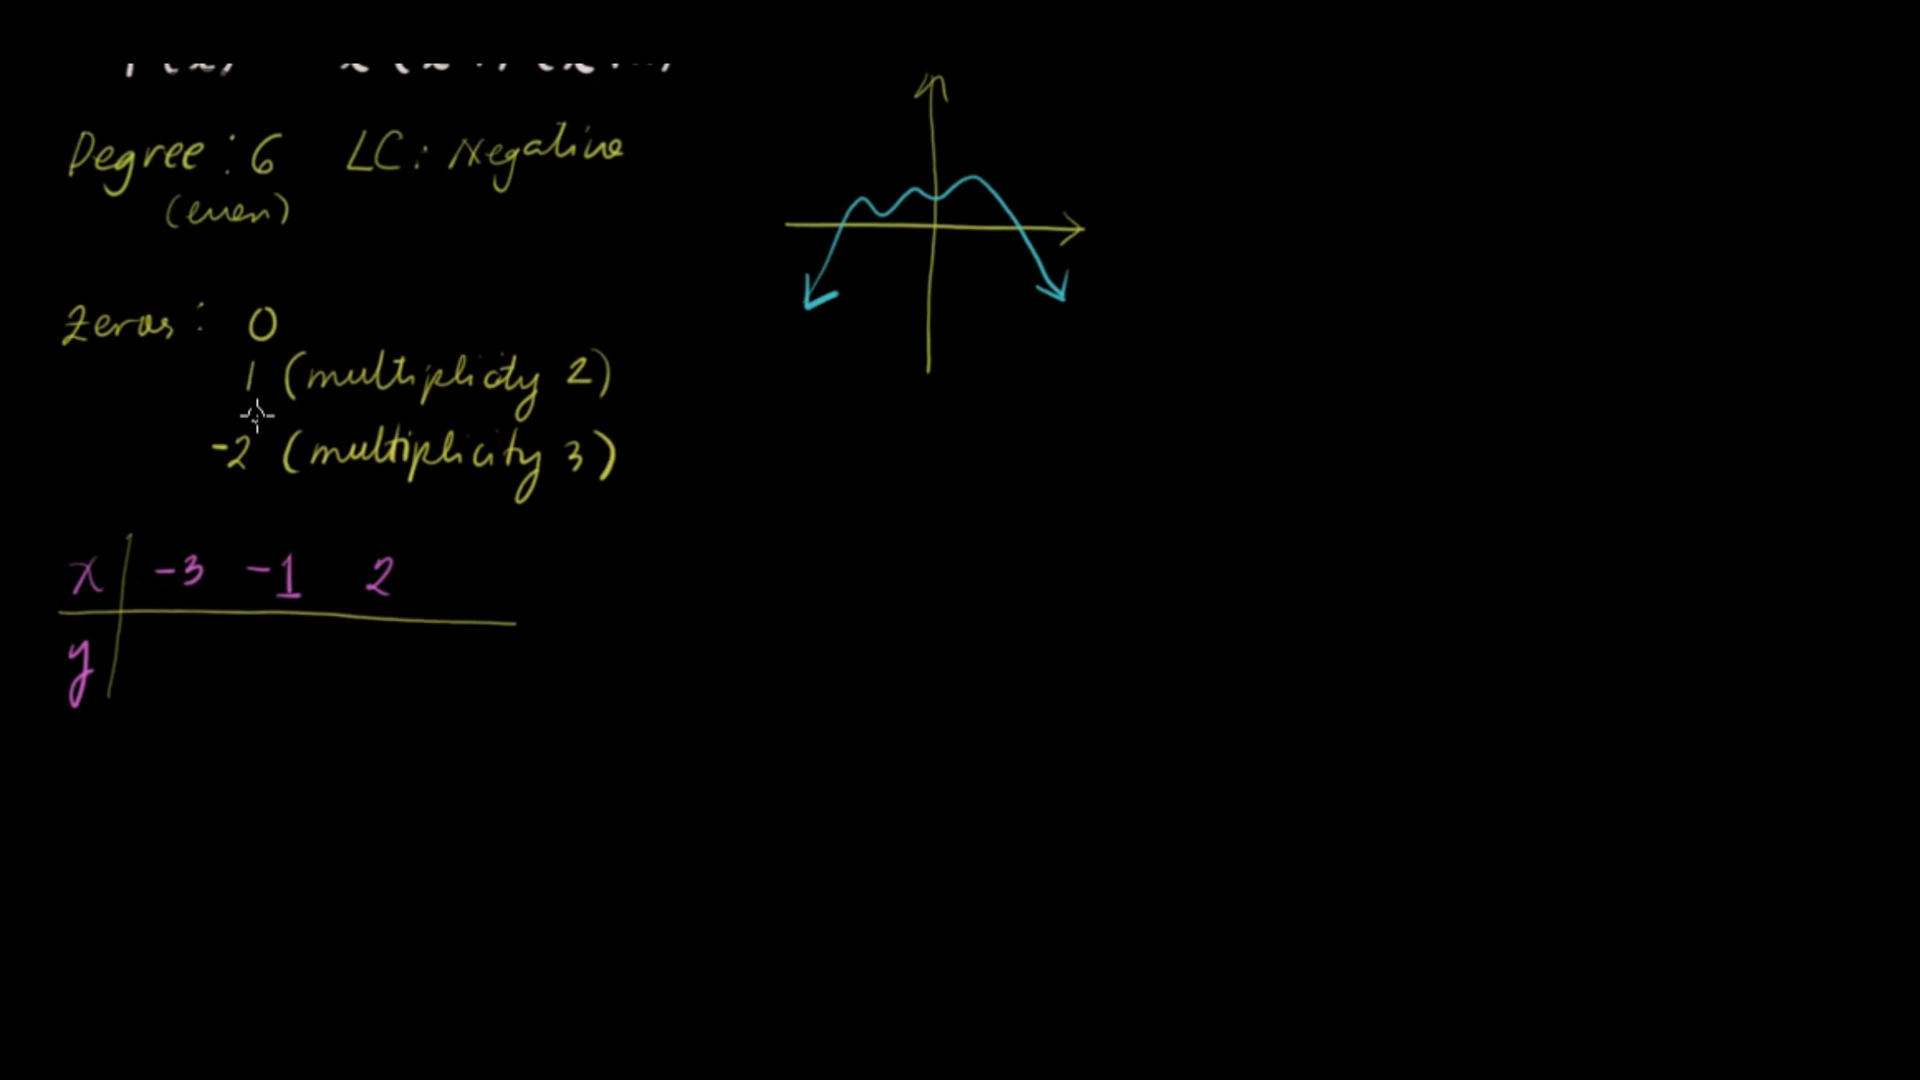 Degree: 6 LC: Negative
(even)
Zeros: 0
1 (multiplicity 2)
-2 (multiplicity 3)
x -3 -1 2
y